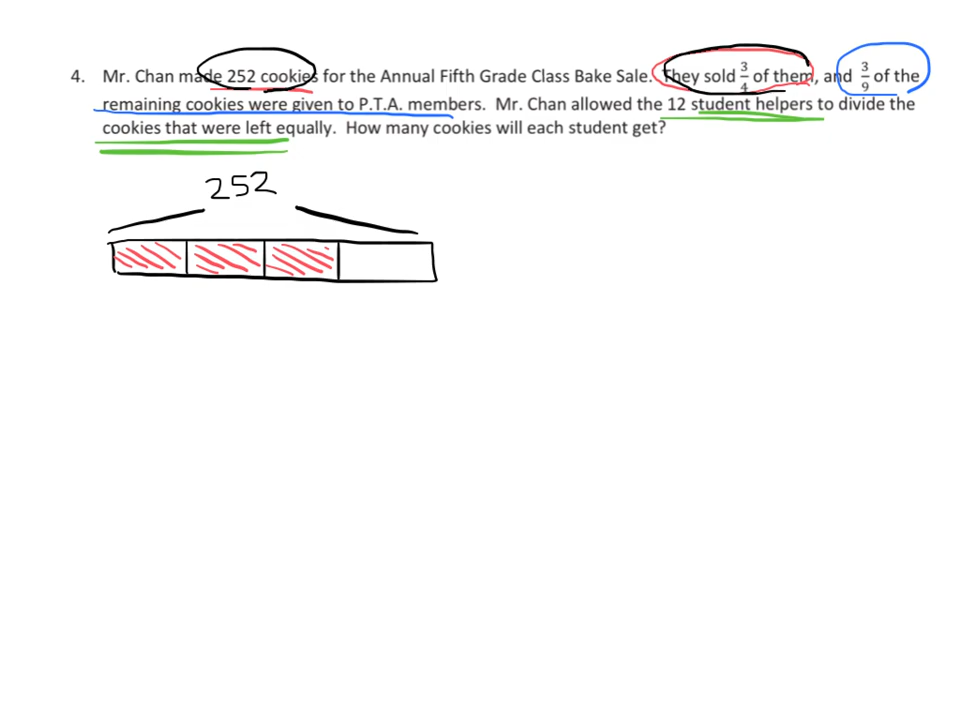 4. Mr. Chan made 252 cookies for the Annual Fifth Grade Class Bake Sale. They sold 3/4 of them, and 3/9 of the
remaining cookies were given to P.T.A. members. Mr. Chan allowed the 12 student helpers to divide the
cookies that were left equally. How many cookies will each student get?
252